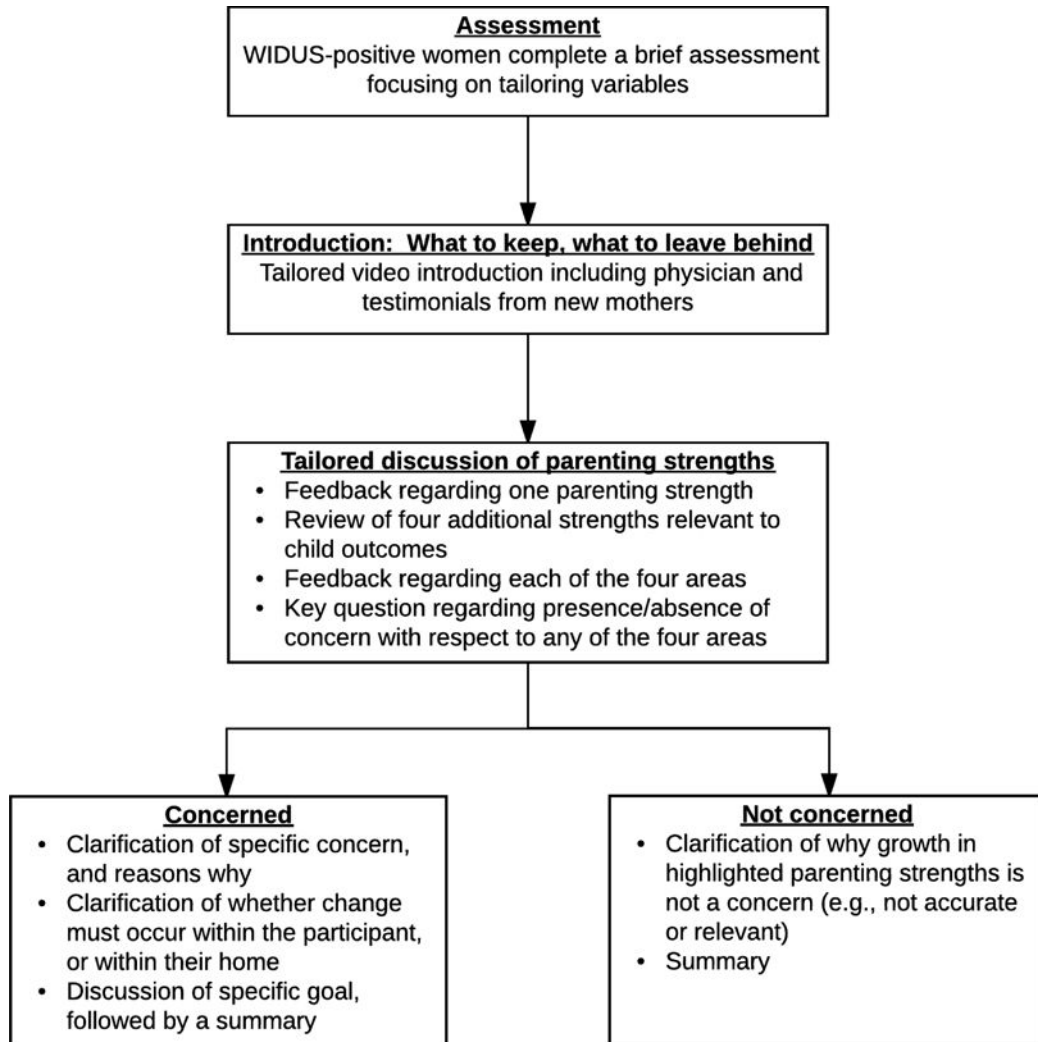 Assessment
WIDUS-positive women complete a brief assessment
focusing on tailoring variables
Introduction: What to keep, what to leave behind
Tailored video introduction including physician and
testimonials from new mothers
Tailored discussion of parenting strengths
• Feedback regarding one parenting strength
• Review of four additional strengths relevant to
child outcomes
• Feedback regarding each of the four areas
• Key question regarding presence/absence of
concern with respect to any of the four areas
Concerned
• Clarification of specific concern,
and reasons why
• Clarification of whether change
must occur within the participant,
or within their home
• Discussion of specific goal,
followed by a summary
Not concerned
• Clarification of why growth in
highlighted parenting strengths is
not a concern (e.g., not accurate
or relevant)
• Summary